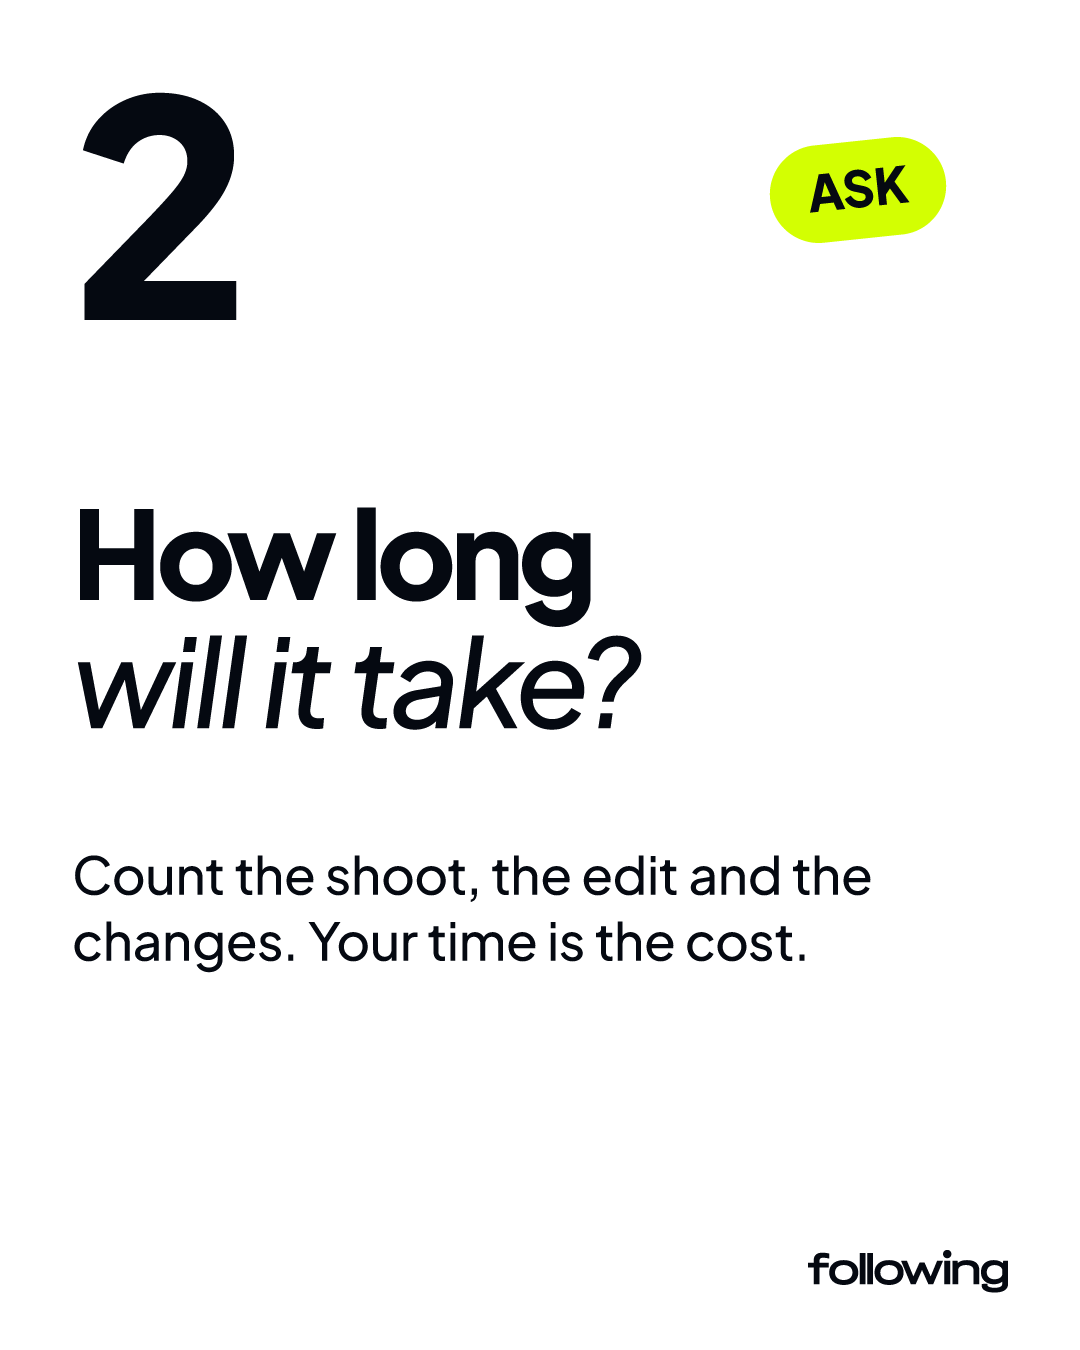 2
ASK
How long
will it take?
Count the shoot, the edit and the
changes. Your time is the cost.
following